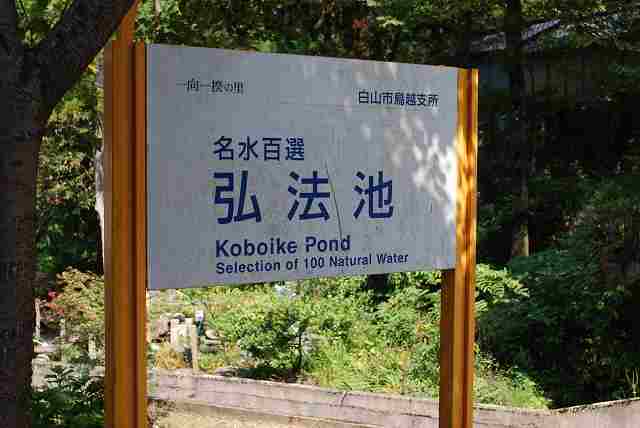 一向一揆の里
白山市鳥越支所
名水百選
弘法池
Koboike Pond
Selection of 100 Natural Water